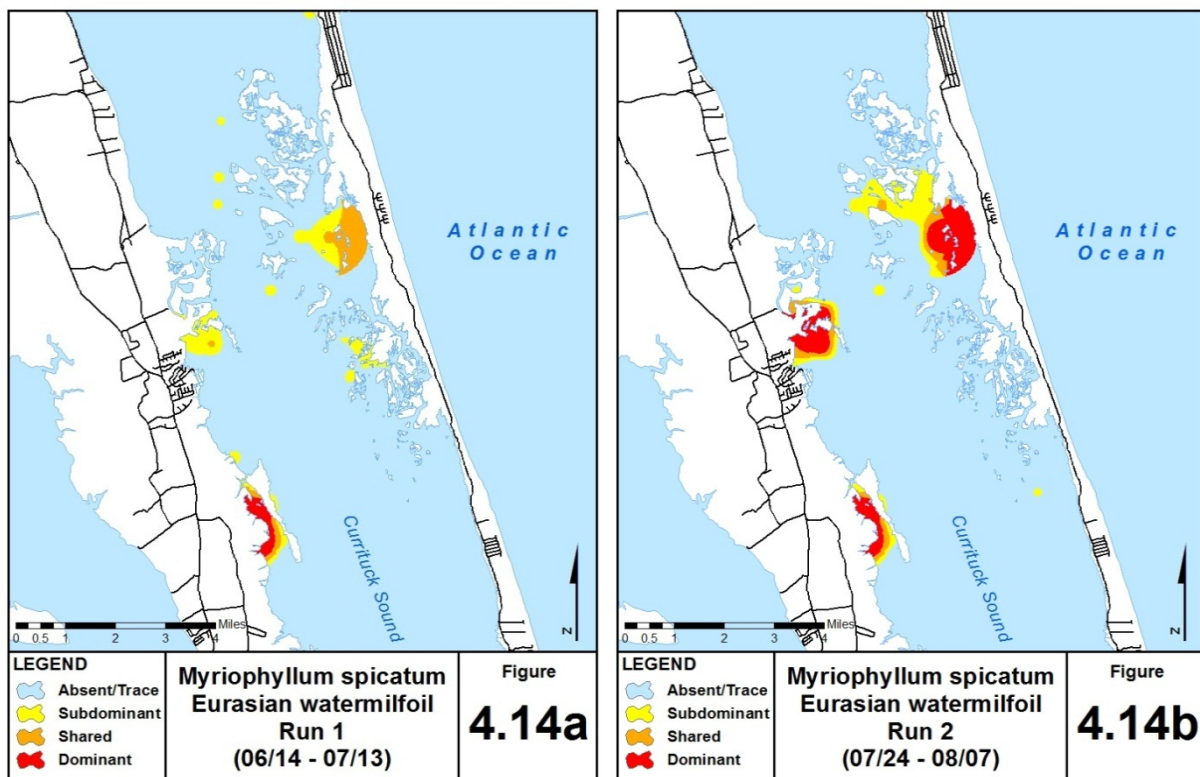 Atlantic
Ocean
Currituck Sound
N
0 0.5 1 2 3 4 Miles
LEGEND
Absent/Trace
Subdominant
Shared
Dominant
Myriophyllum spicatum
Eurasian watermilfoil
Run 1
(06/14 - 07/13)
Figure
4.14a
Atlantic
Ocean
Currituck Sound
N
0 0.5 1 2 3 4 Miles
LEGEND
Absent/Trace
Subdominant
Shared
Dominant
Myriophyllum spicatum
Eurasian watermilfoil
Run 2
(07/24 - 08/07)
Figure
4.14b